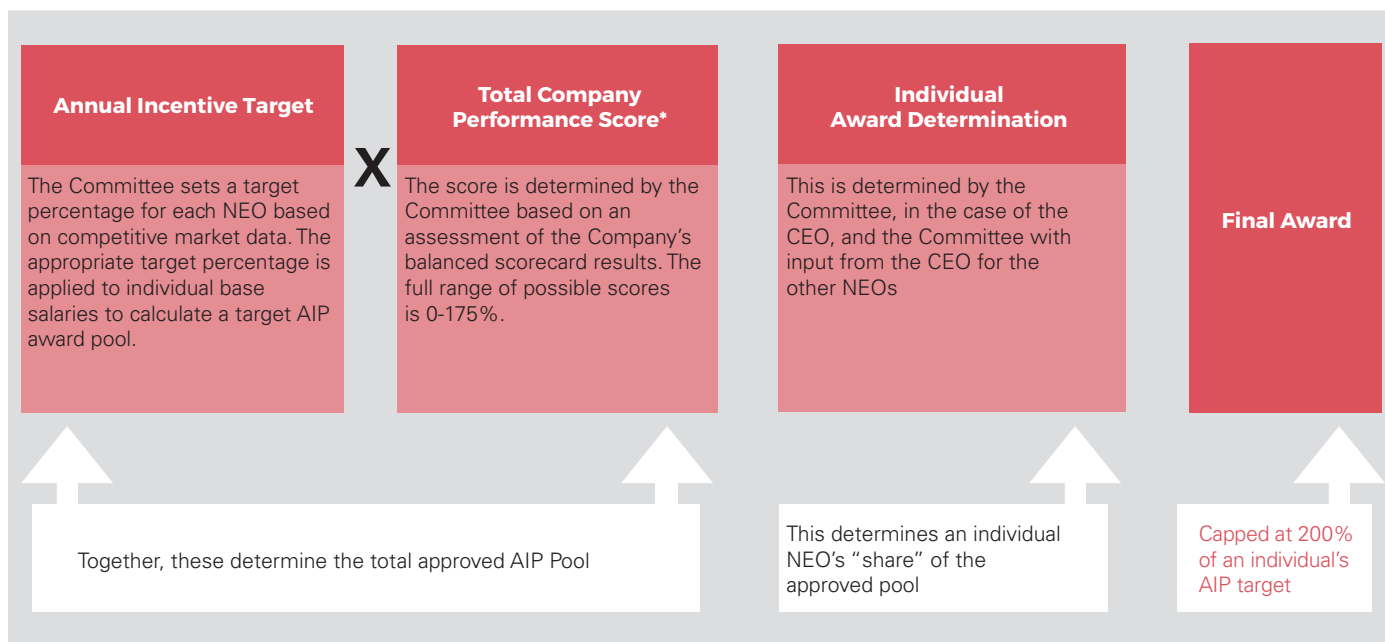 Annual Incentive Target
The Committee sets a target
percentage for each NEO based
on competitive market data. The
appropriate target percentage is
applied to individual base
salaries to calculate a target AIP
award pool.
X
Total Company
Performance Score*
The score is determined by the
Committee based on an
assessment of the Company’s
balanced scorecard results. The
full range of possible scores
is 0-175%.
Individual
Award Determination
This is determined by the
Committee, in the case of the
CEO, and the Committee with
input from the CEO for the
other NEOs
Final Award
Together, these determine the total approved AIP Pool
This determines an individual
NEO’s “share” of the
approved pool
Capped at 200%
of an individual’s
AIP target